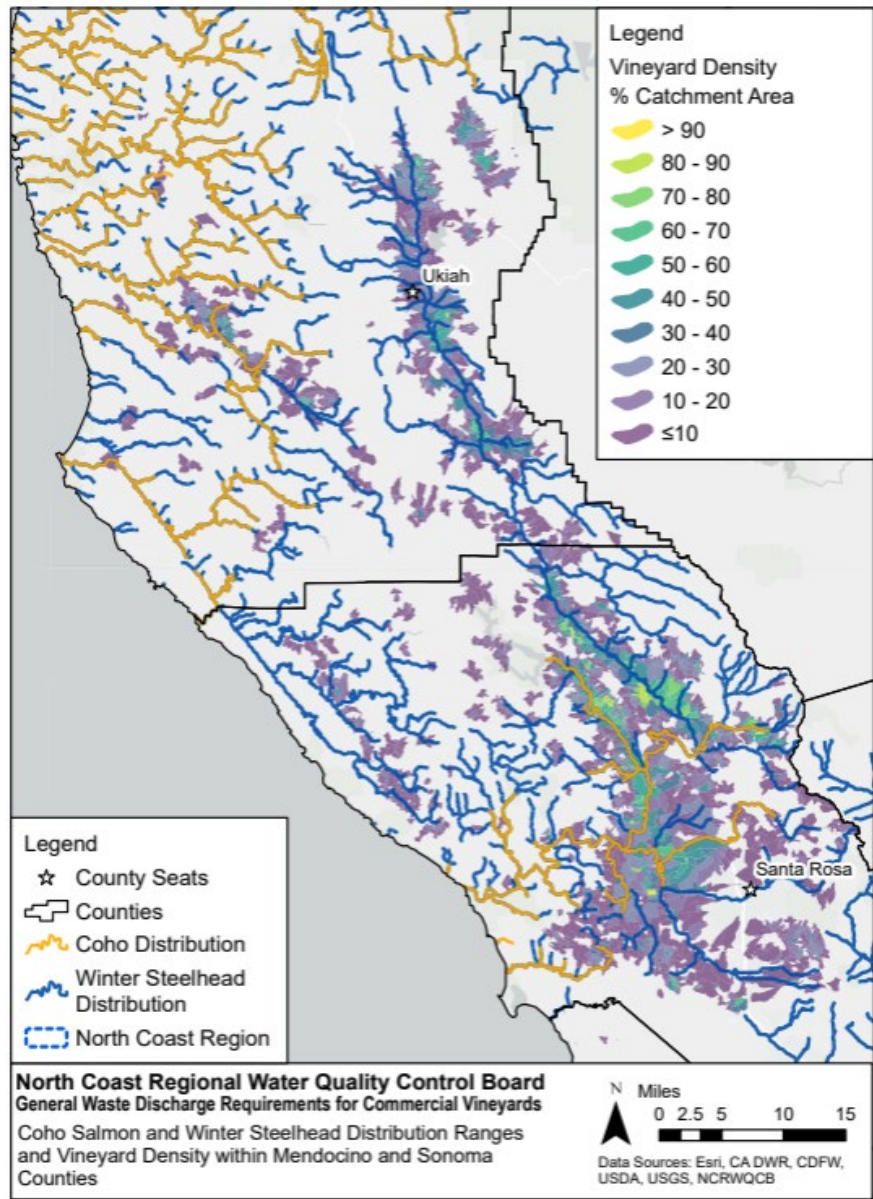 Legend
Vineyard Density
% Catchment Area
> 90
80 - 90
70 - 80
60 - 70
50 - 60
40 - 50
30 - 40
20 - 30
10 - 20
≤10
Ukiah
Santa Rosa
Legend
County Seats
Counties
Coho Distribution
Winter Steelhead
Distribution
North Coast Region
North Coast Regional Water Quality Control Board
General Waste Discharge Requirements for Commercial Vineyards
Coho Salmon and Winter Steelhead Distribution Ranges
and Vineyard Density within Mendocino and Sonoma
Counties
N
Miles
0 2.5 5 10 15
Data Sources: Esri, CA DWR, CDFW,
USDA, USGS, NCRWQCB